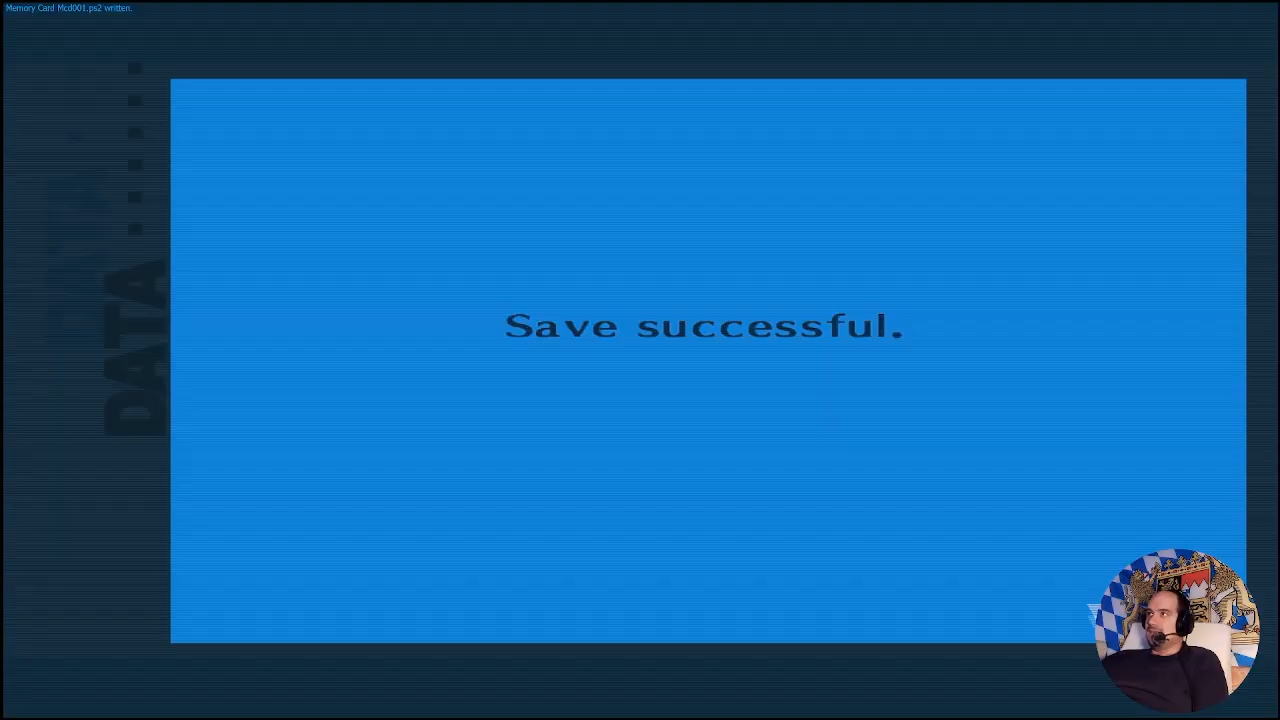 Memory Card Mcd001.ps2 written.
DATA......
Save successful.